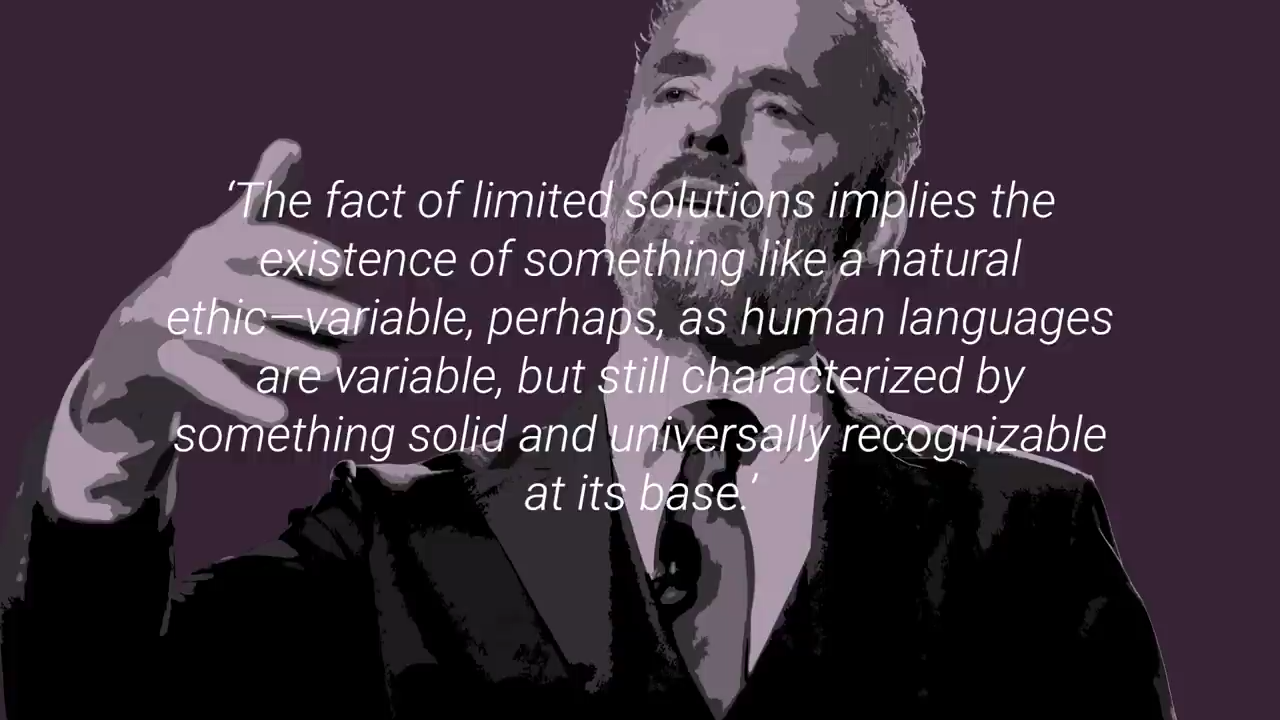 ‘The fact of limited solutions implies the
existence of something like a natural
ethic—variable, perhaps, as human languages
are variable, but still characterized by
something solid and universally recognizable
at its base.’